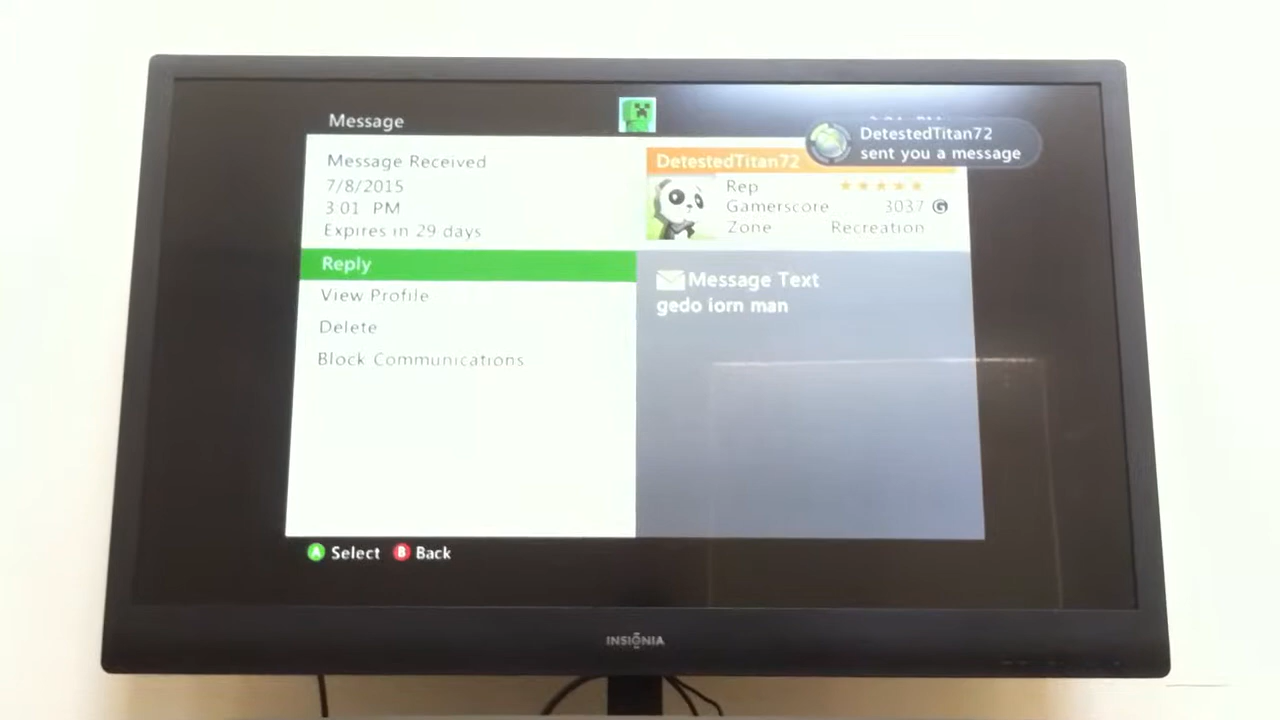 Message
DetestedTitan72
sent you a message
Message Received
7/8/2015
3:01 PM
Expires in 29 days
DetestedTitan72
Rep
Gamerscore 3037 G
Zone Recreation
Reply
View Profile
Delete
Block Communications
Message Text
gedo iorn man
A Select B Back
INSIGNIA